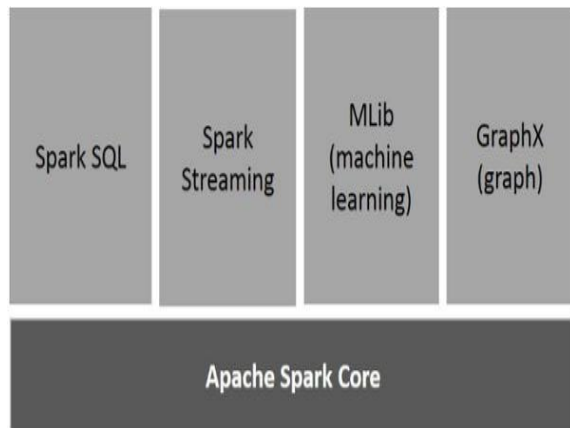 Spark SQL
Spark
Streaming
MLib
(machine
learning)
GraphX
(graph)
Apache Spark Core